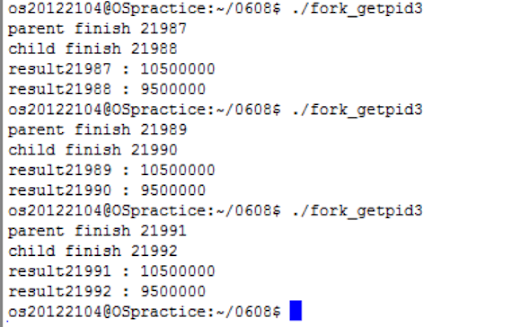 os20122104@OSpractice:~/0608$ ./fork_getpid3
parent finish 21987
child finish 21988
result21987 : 10500000
result21988 : 9500000
os20122104@OSpractice:~/0608$ ./fork_getpid3
parent finish 21989
child finish 21990
result21989 : 10500000
result21990 : 9500000
os20122104@OSpractice:~/0608$ ./fork_getpid3
parent finish 21991
child finish 21992
result21991 : 10500000
result21992 : 9500000
os20122104@OSpractice:~/0608$